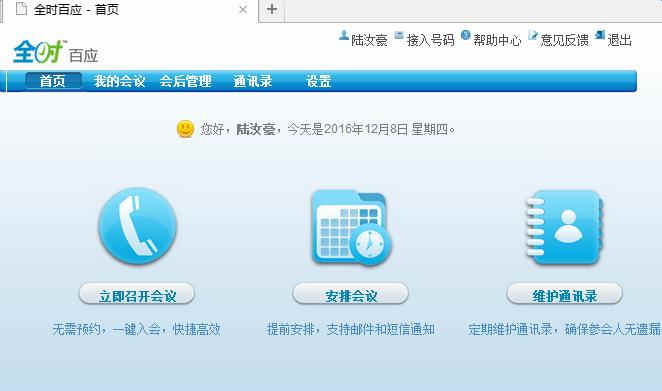 全时百应 - 首页
全时 百应
陆汝豪 接入号码 帮助中心 意见反馈 退出
首页 我的会议 会后管理 通讯录 设置
您好，陆汝豪，今天是2016年12月8日 星期四。
立即召开会议 安排会议 维护通讯录
无需预约，一键入会，快捷高效 提前安排，支持邮件和短信通知 定期维护通讯录，确保参会人无遗漏